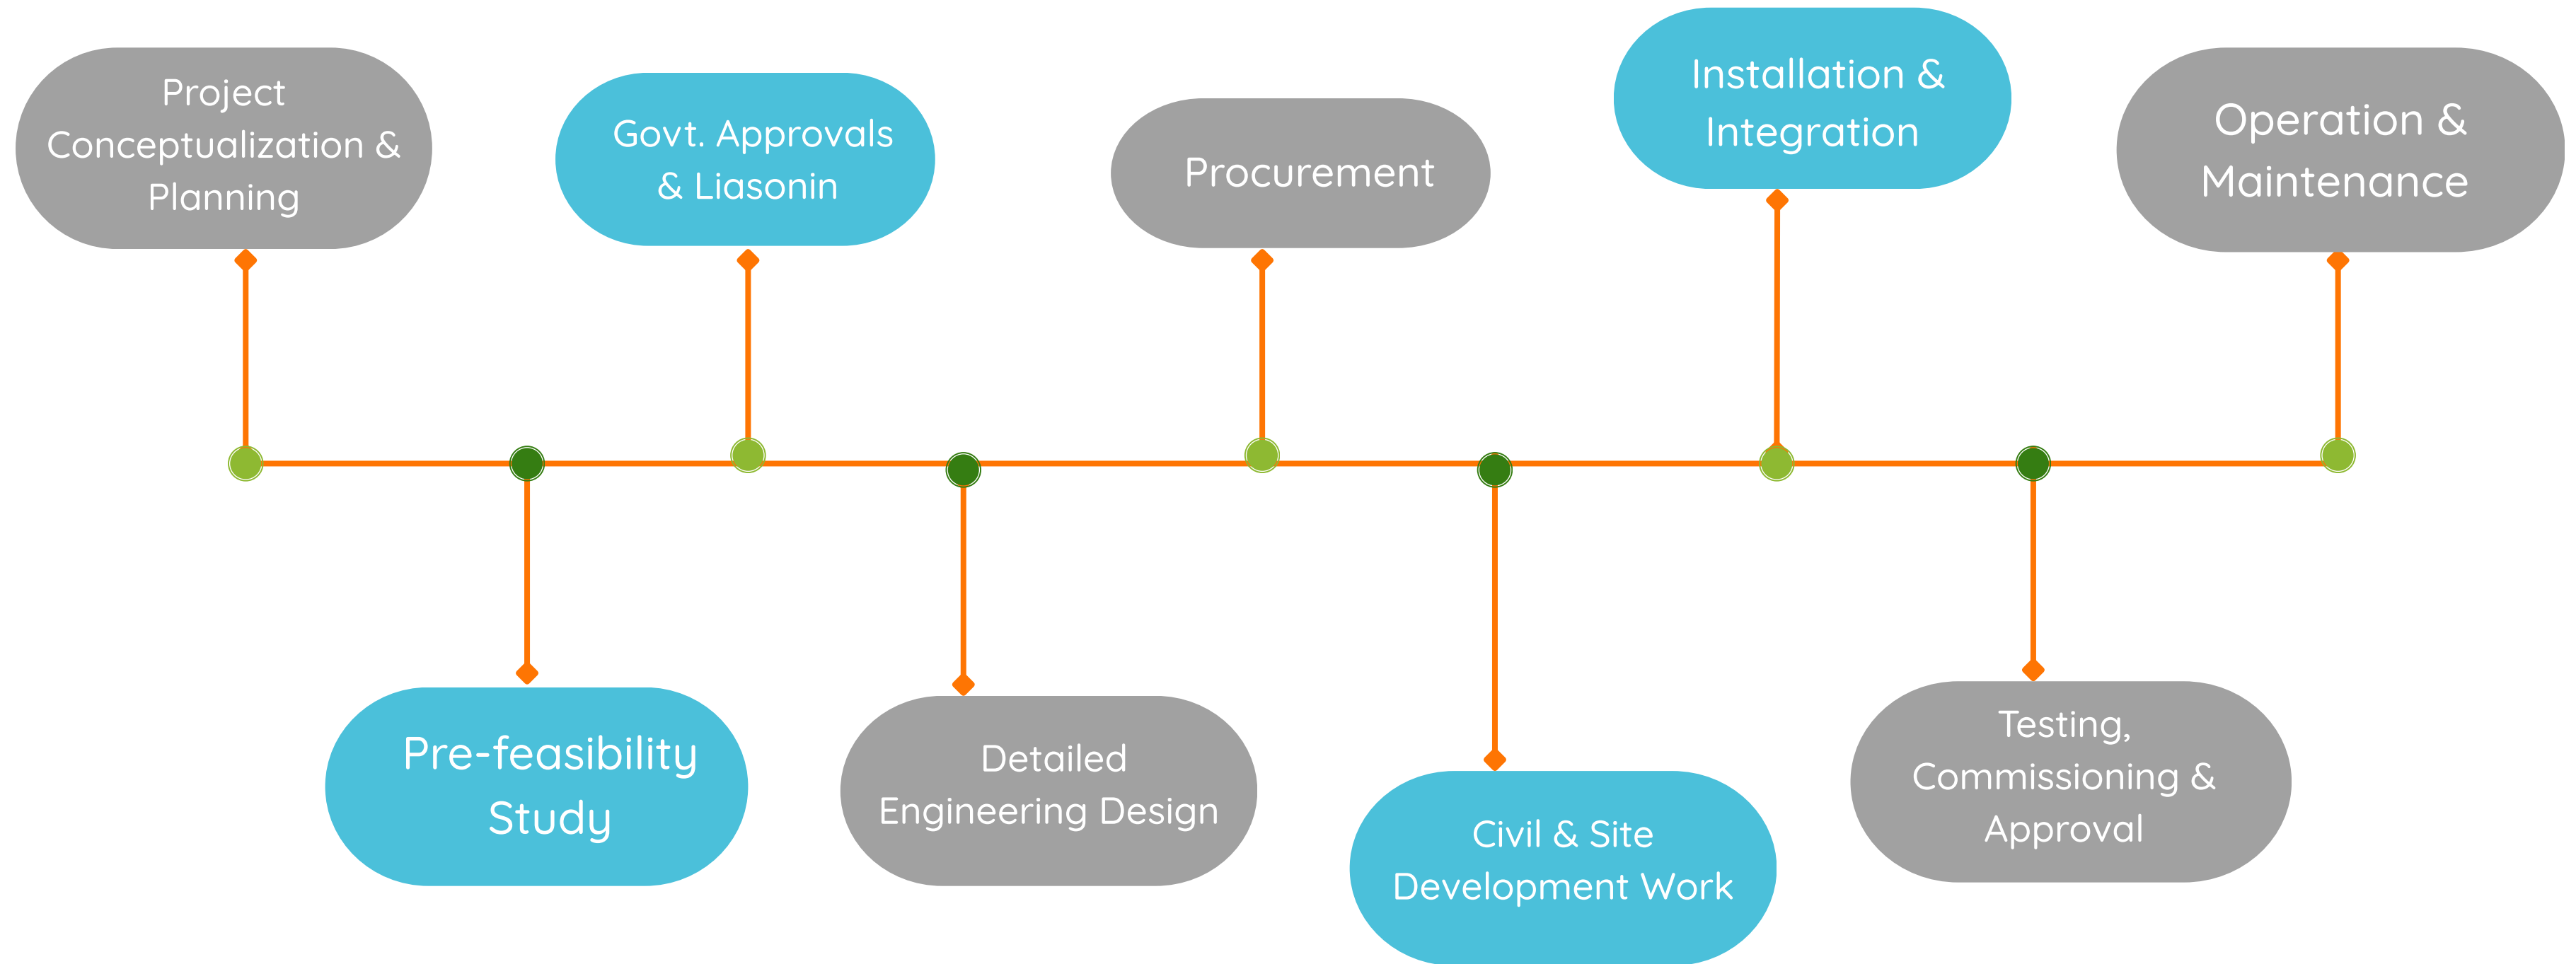 Project
Conceptualization &
Planning
Pre-feasibility
Study
Govt. Approvals
& Liasonin
Detailed
Engineering Design
Procurement
Civil & Site
Development Work
Installation &
Integration
Testing,
Commissioning &
Approval
Operation &
Maintenance